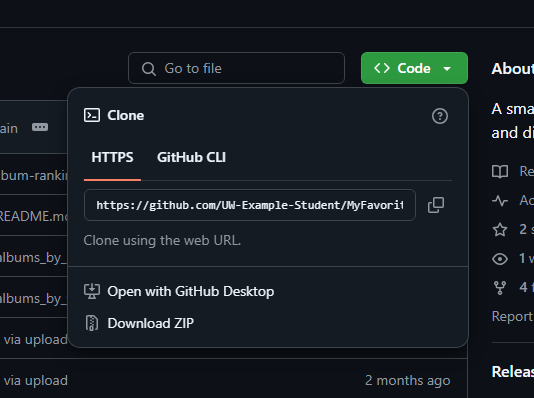 Go to file
Code
About
A sma
and di
Clone
ain
HTTPS GitHub CLI
bum-rankin
Re
https://github.com/UW-Example-Student/MyFavorit
Ac
README.md
2 s
Clone using the web URL.
albums_by_
1 w
Open with GitHub Desktop
albums_by_
4 f
Report
Download ZIP
via upload
Releas
via upload
2 months ago